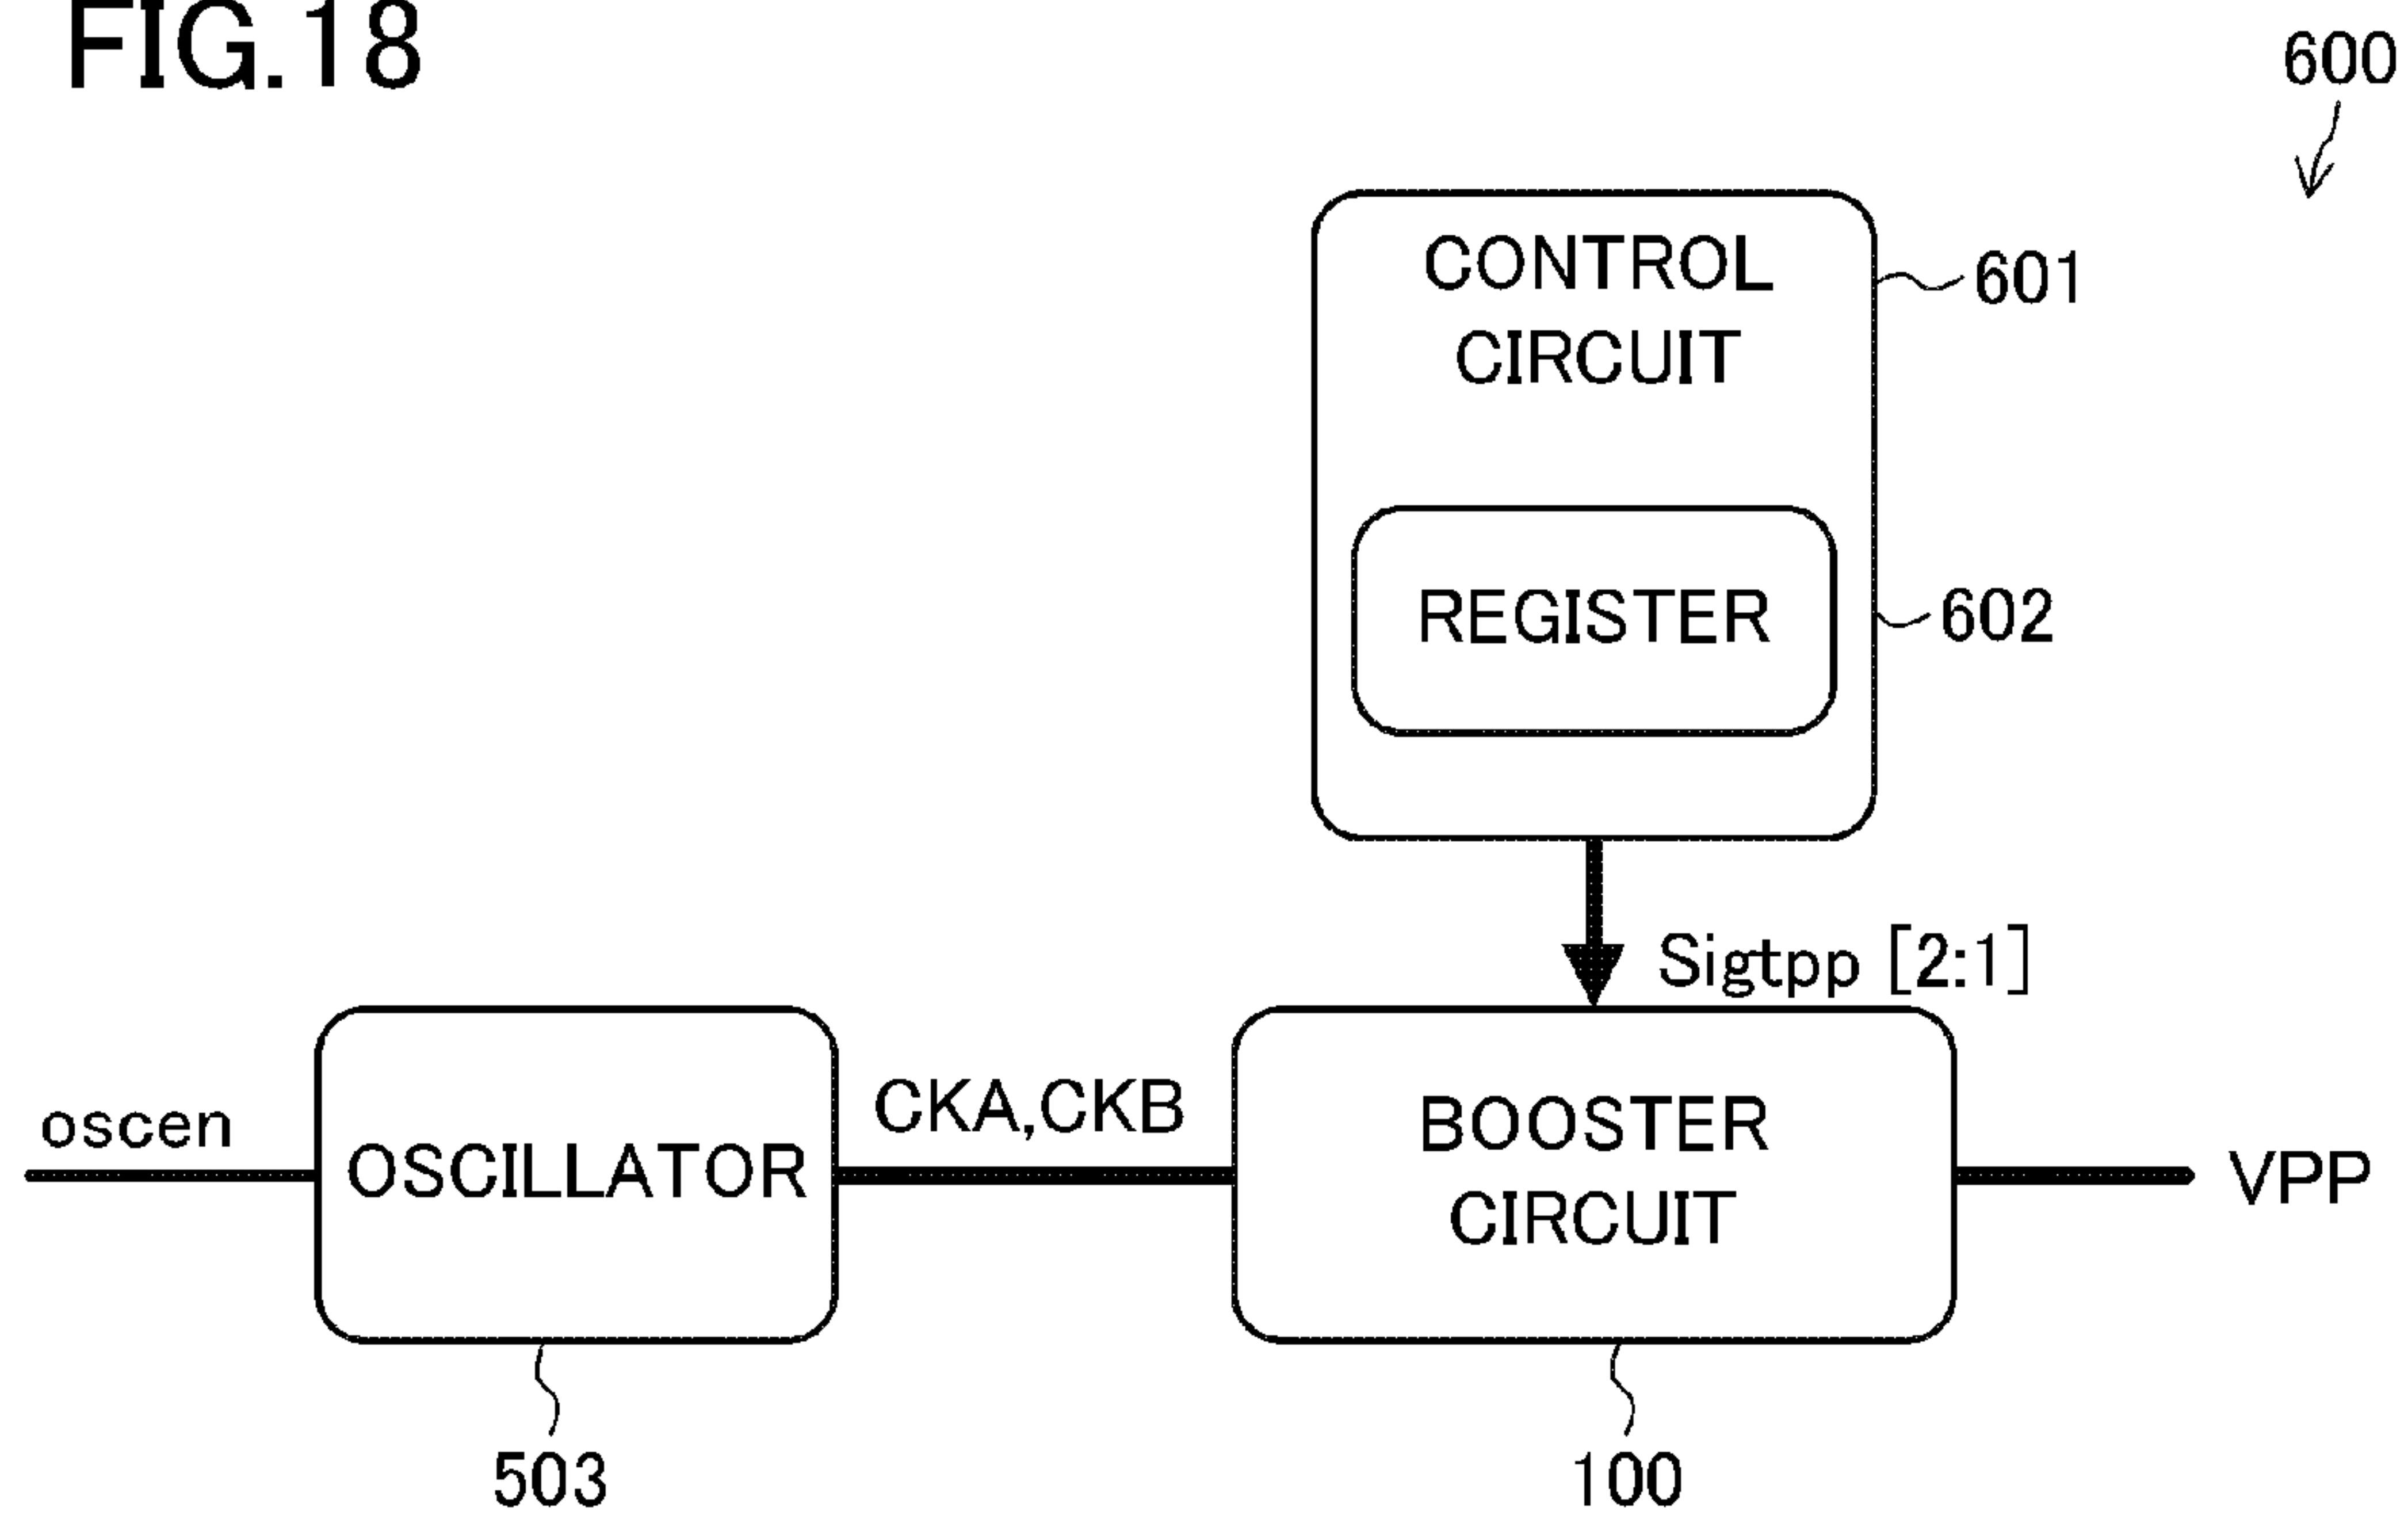 FIG.18
600
CONTROL
CIRCUIT
601
REGISTER
602
Sigtpp [2:1]
oscen
OSCILLATOR
CKA,CKB
BOOSTER
CIRCUIT
VPP
503
100